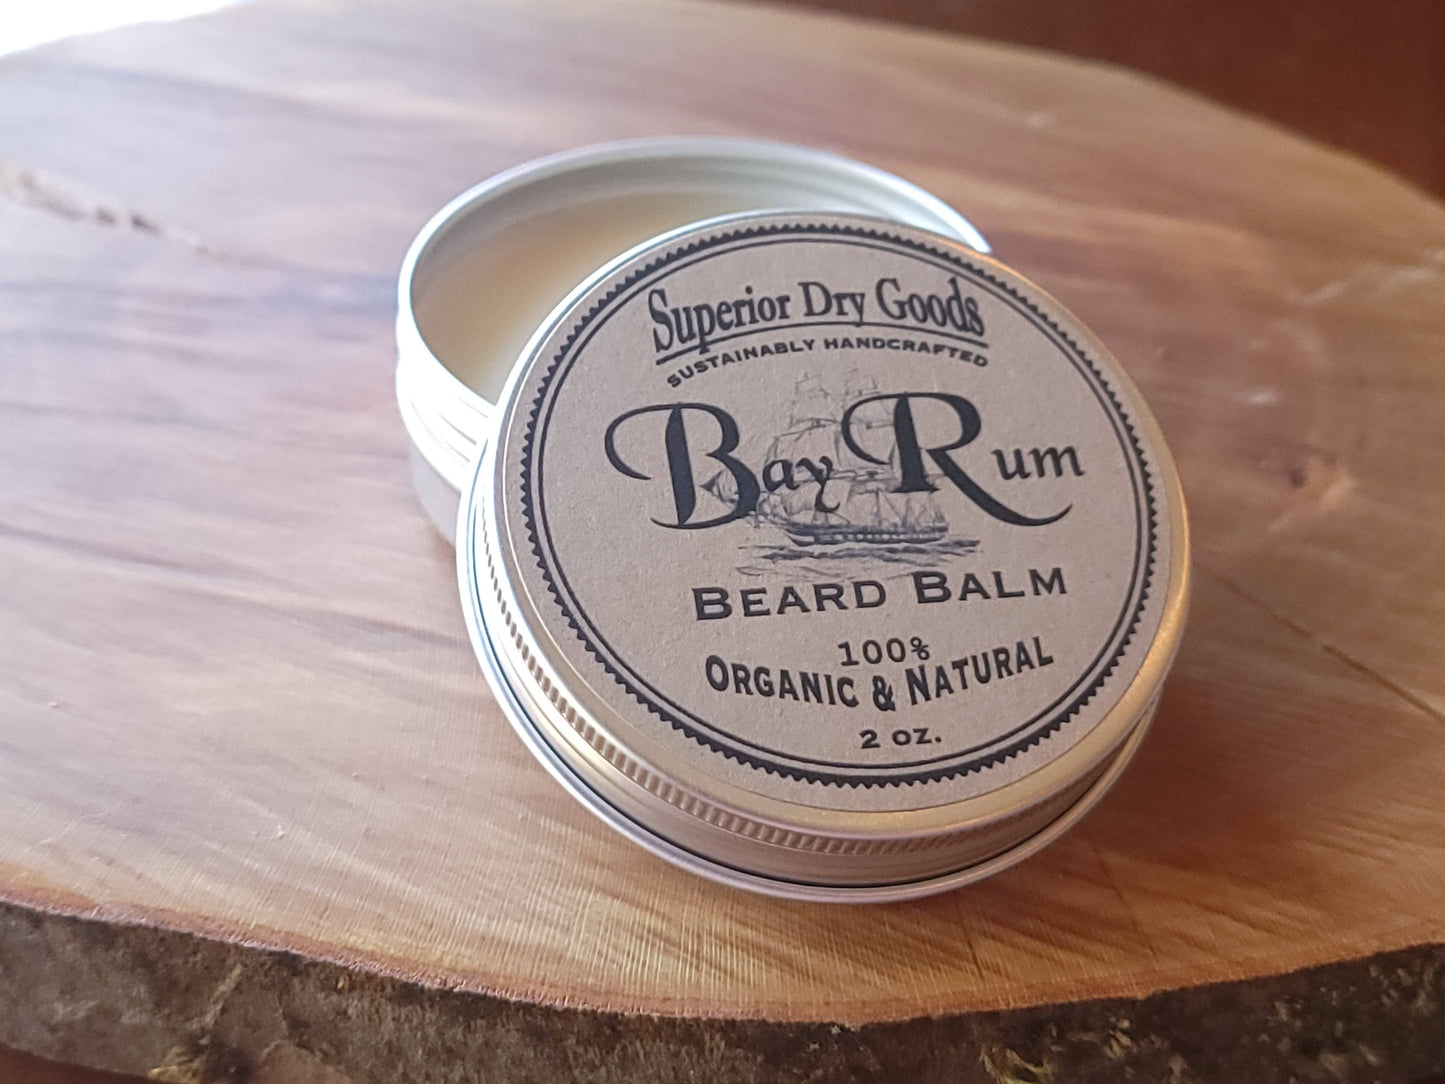 Superior Dry Goods
SUSTAINABLY HANDCRAFTED
Bay Rum
BEARD BALM
100%
ORGANIC & NATURAL
2 OZ.